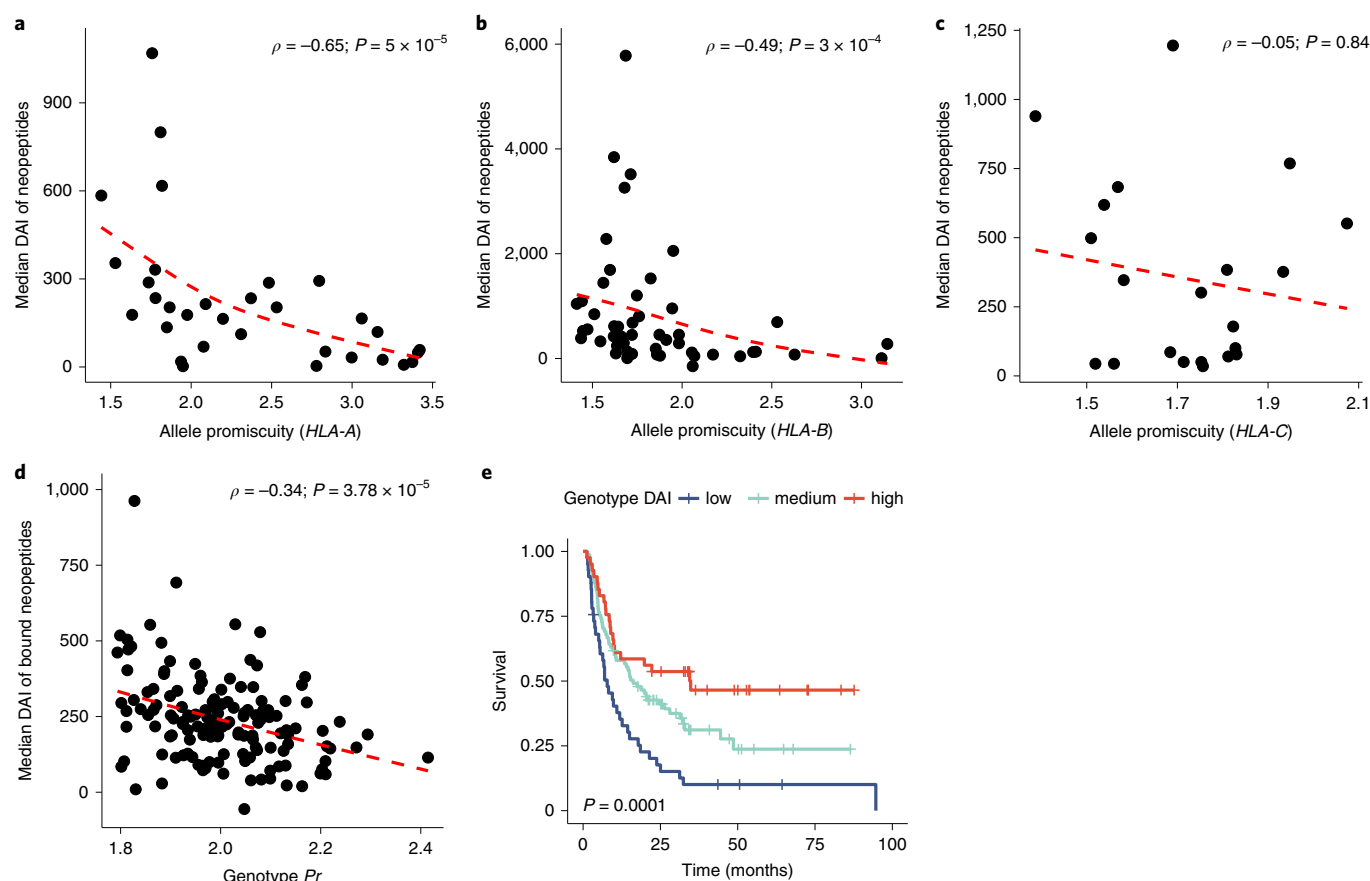 a
ρ = –0.65; P = 5 × 10–5
Median DAI of neopeptides
900
600
300
0
1.5 2.0 2.5 3.0 3.5
Allele promiscuity (HLA-A)
b
ρ = –0.49; P = 3 × 10–4
Median DAI of neopeptides
6,000
4,000
2,000
0
1.5 2.0 2.5 3.0
Allele promiscuity (HLA-B)
c
ρ = –0.05; P = 0.84
Median DAI of neopeptides
1,250
1,000
750
500
250
0
1.5 1.7 1.9 2.1
Allele promiscuity (HLA-C)
d
ρ = –0.34; P = 3.78 × 10–5
Median DAI of bound neopeptides
1,000
750
500
250
0
1.8 2.0 2.2 2.4
Genotype Pr
e
Genotype DAI low medium high
Survival
1.00
0.75
0.50
0.25
0
P = 0.0001
0 25 50 75 100
Time (months)